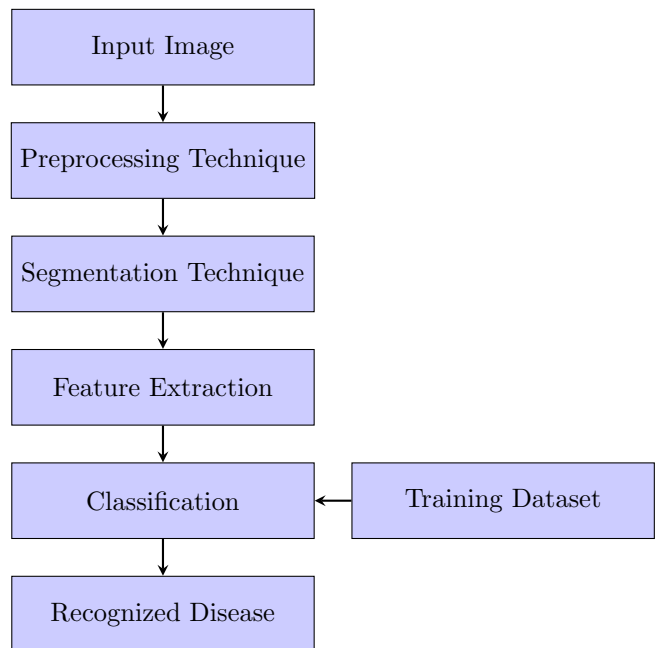 Input Image
Preprocessing Technique
Segmentation Technique
Feature Extraction
Classification
Training Dataset
Recognized Disease